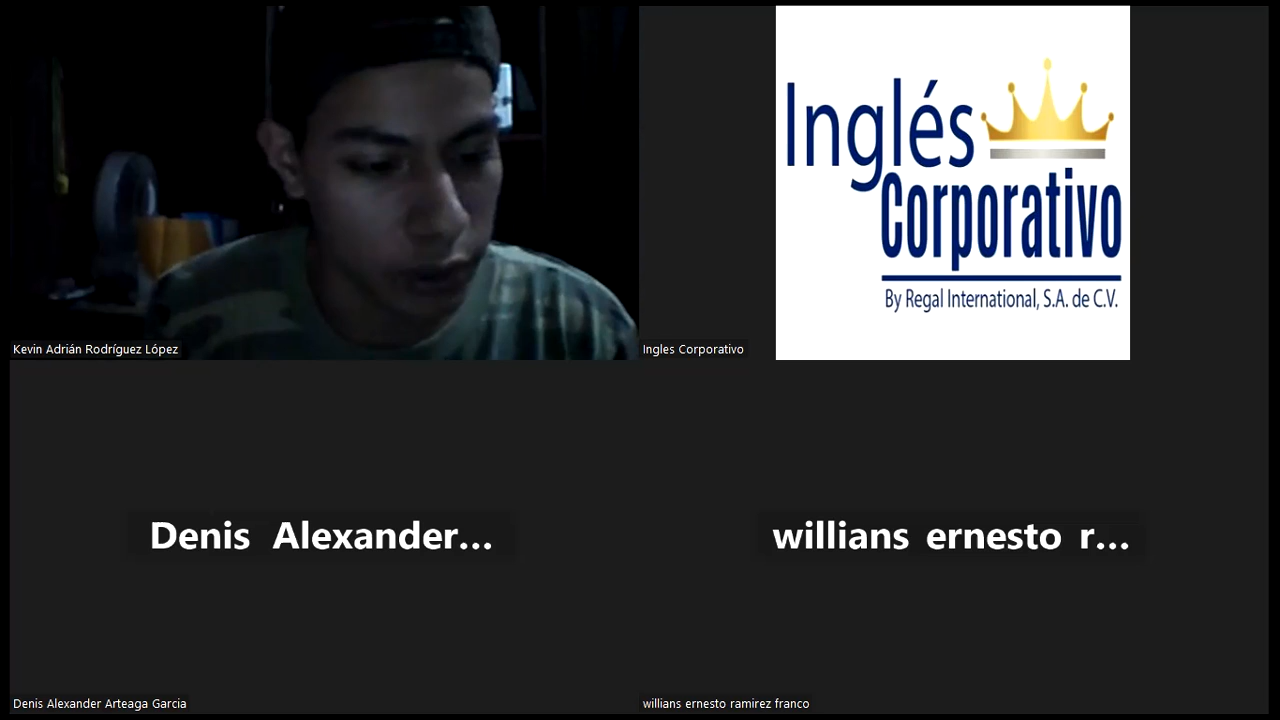 Inglés
Corporativo
By Regal International, S.A. de C.V.
Kevin Adrián Rodríguez López
Ingles Corporativo
Denis Alexander...
willians ernesto r...
Denis Alexander Arteaga Garcia
willians ernesto ramirez franco